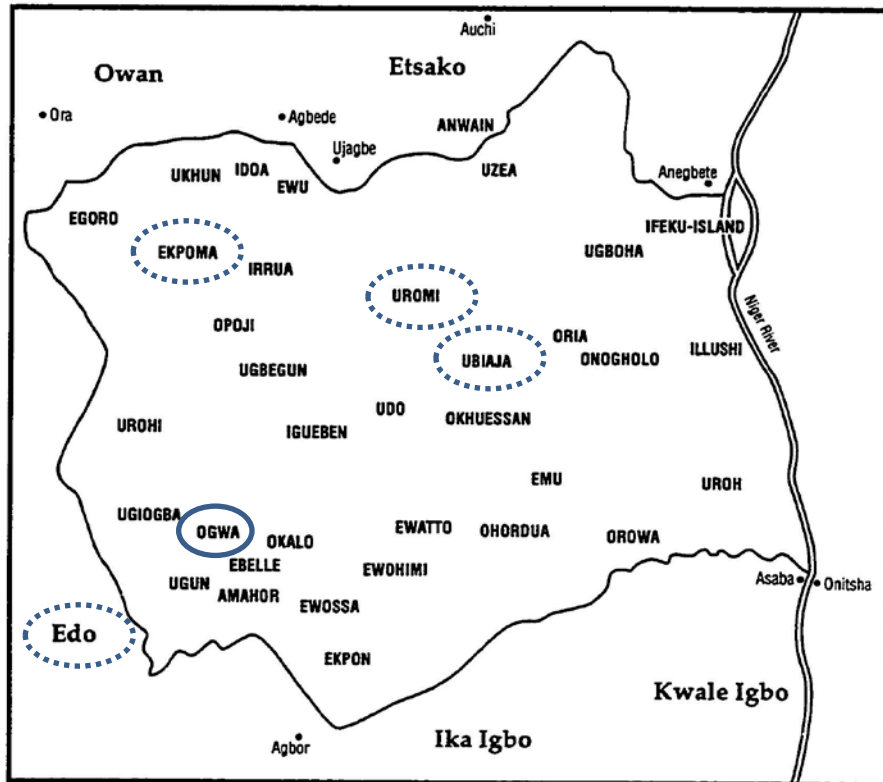 Auchi
Owan
Etsako
Ora
Agbede
ANWAIN
Ujagbe
UKHUN
IDOA
EWU
UZEA
Anegbete
EGORO
IFEKU-ISLAND
EKPOMA
IRRUA
UGBOHA
UROMI
OPOJI
Niger River
ORIA
ONOGHOLO
ILLUSHI
UBIAJA
UGBEGUN
UDO
OKHUESSAN
UROHI
IGUEBEN
EMU
UROH
UGIOGBA
OGWA
OKALO
EWATTO
OHORDUA
OROWA
EBELLE
EWOHIMI
UGUN
AMAHOR
EWOSSA
Asaba
Onitsha
Edo
EKPON
Kwale Igbo
Agbor
Ika Igbo